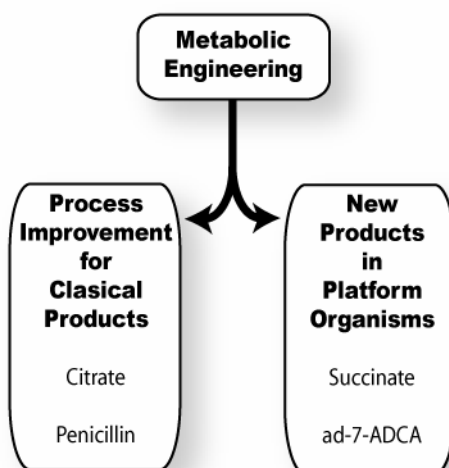 Metabolic
Engineering
Process
Improvement
for
Clasical
Products
Citrate
Penicillin
New
Products
in
Platform
Organisms
Succinate
ad-7-ADCA